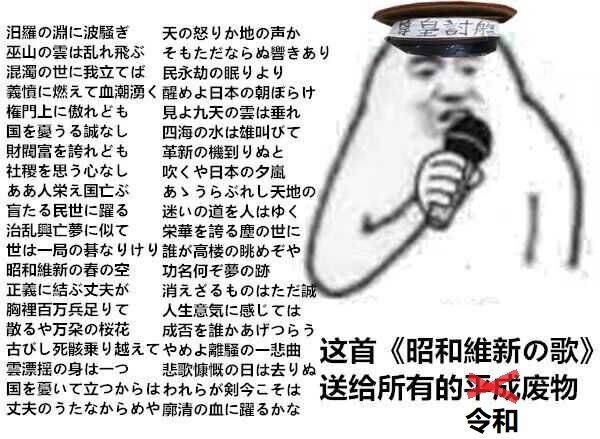 尊皇討奸
汨羅の淵に波騒ぎ
巫山の雲は乱れ飛ぶ
混濁の世に我立てば
義憤に燃えて血潮湧く
権門上に傲れども
国を憂うる誠なし
財閥富を誇れども
社稷を思う心なし
ああ人栄え国亡ぶ
盲たる民世に躍る
治乱興亡夢に似て
世は一局の碁なりけり
昭和維新の春の空
正義に結ぶ丈夫が
胸裡百万兵足りて
散るや万朶の桜花
古びし死骸乗り越えて
雲漂揺の身は一つ
国を憂いて立つからは
丈夫のうたなからめや
天の怒りか地の声か
そもただならぬ響きあり
民永劫の眠りより
醒めよ日本の朝ぼらけ
見よ九天の雲は垂れ
四海の水は雄叫びて
革新の機到りぬと
吹くや日本の夕嵐
あゝうらぶれし天地の
迷いの道を人はゆく
栄華を誇る塵の世に
誰が高楼の眺めぞや
功名何ぞ夢の跡
消えざるものはただ誠
人生意気に感じては
成否を誰かあげつらう
やめよ離騒の一悲曲
悲歌慷慨の日は去りぬ
われらが剣今こそは
廓清の血に躍るかな
这首《昭和維新の歌》
送给所有的平成废物
令和